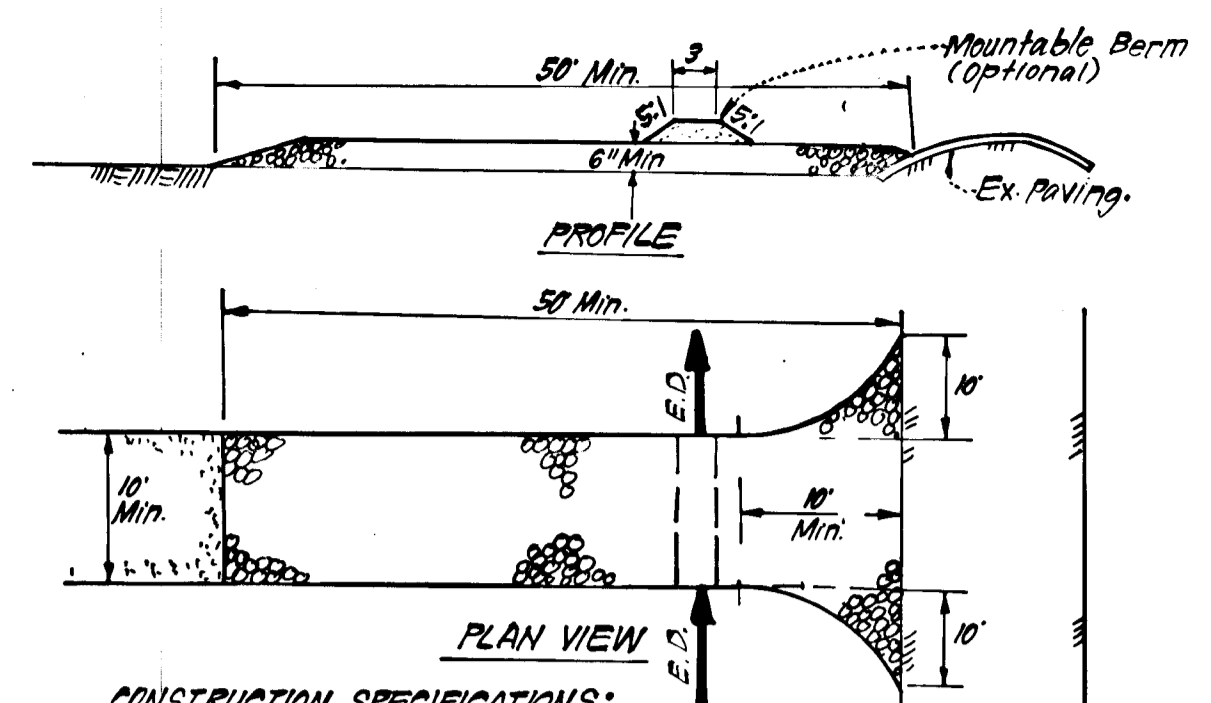 3
Mountable Berm
(optional)
50' Min.
5:1
5:1
6" Min
Ex. Paving.
PROFILE
50' Min.
E.D.
10'
10'
Min.
10'
Min.
PLAN VIEW
E.D.
10'
CONSTRUCTION SPECIFICATIONS: